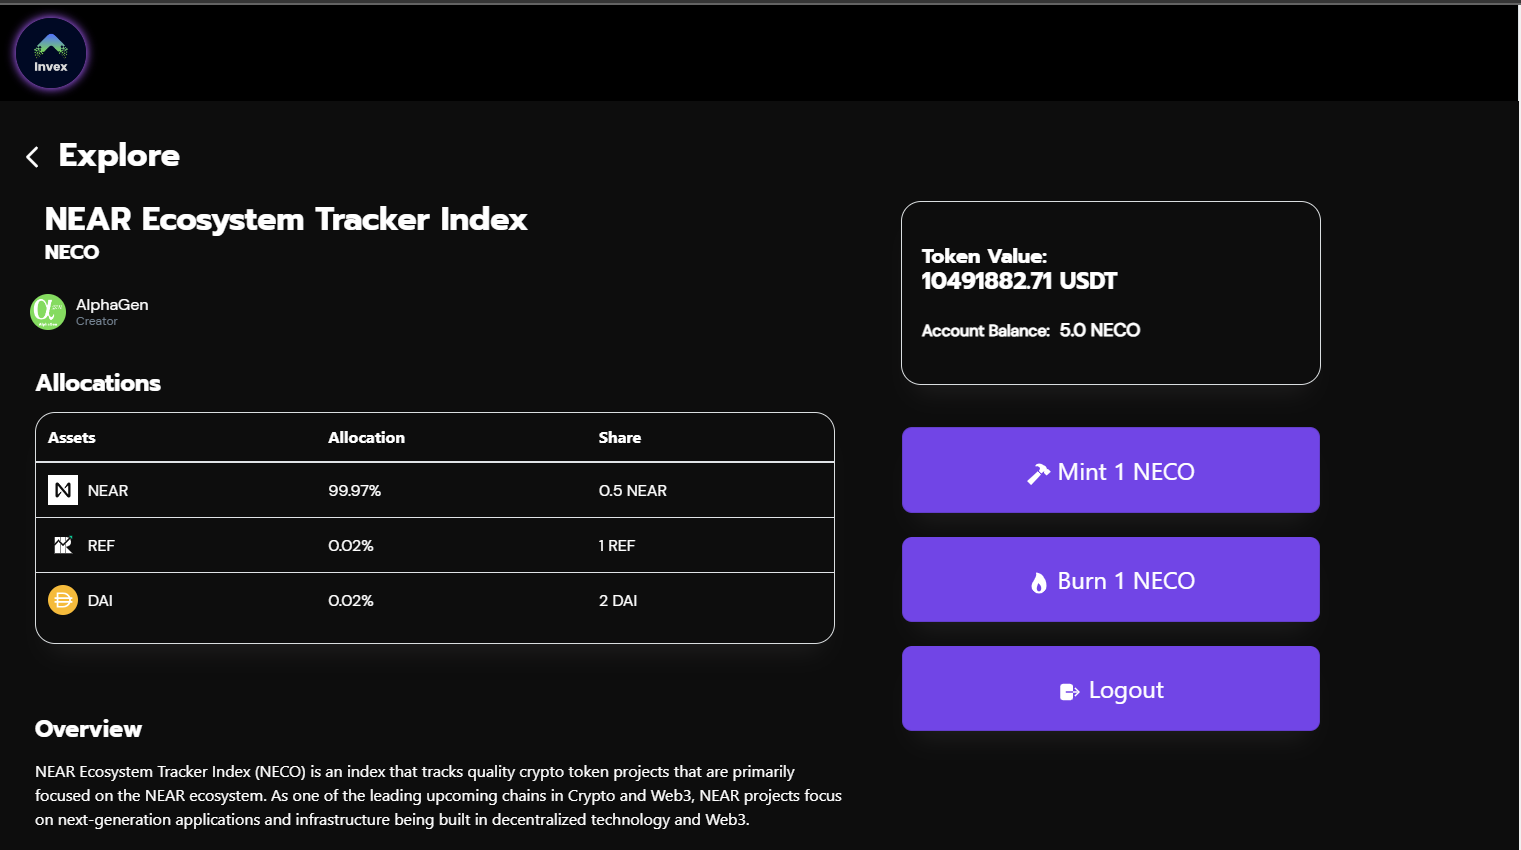 Invex
Explore
NEAR Ecosystem Tracker Index
NECO
AlphaGen
Creator
Allocations
Assets Allocation Share
NEAR 99.97% 0.5 NEAR
REF 0.02% 1 REF
DAI 0.02% 2 DAI
Overview
NEAR Ecosystem Tracker Index (NECO) is an index that tracks quality crypto token projects that are primarily
focused on the NEAR ecosystem. As one of the leading upcoming chains in Crypto and Web3, NEAR projects focus
on next-generation applications and infrastructure being built in decentralized technology and Web3.
Token Value:
10491882.71 USDT
Account Balance: 5.0 NECO
Mint 1 NECO
Burn 1 NECO
Logout